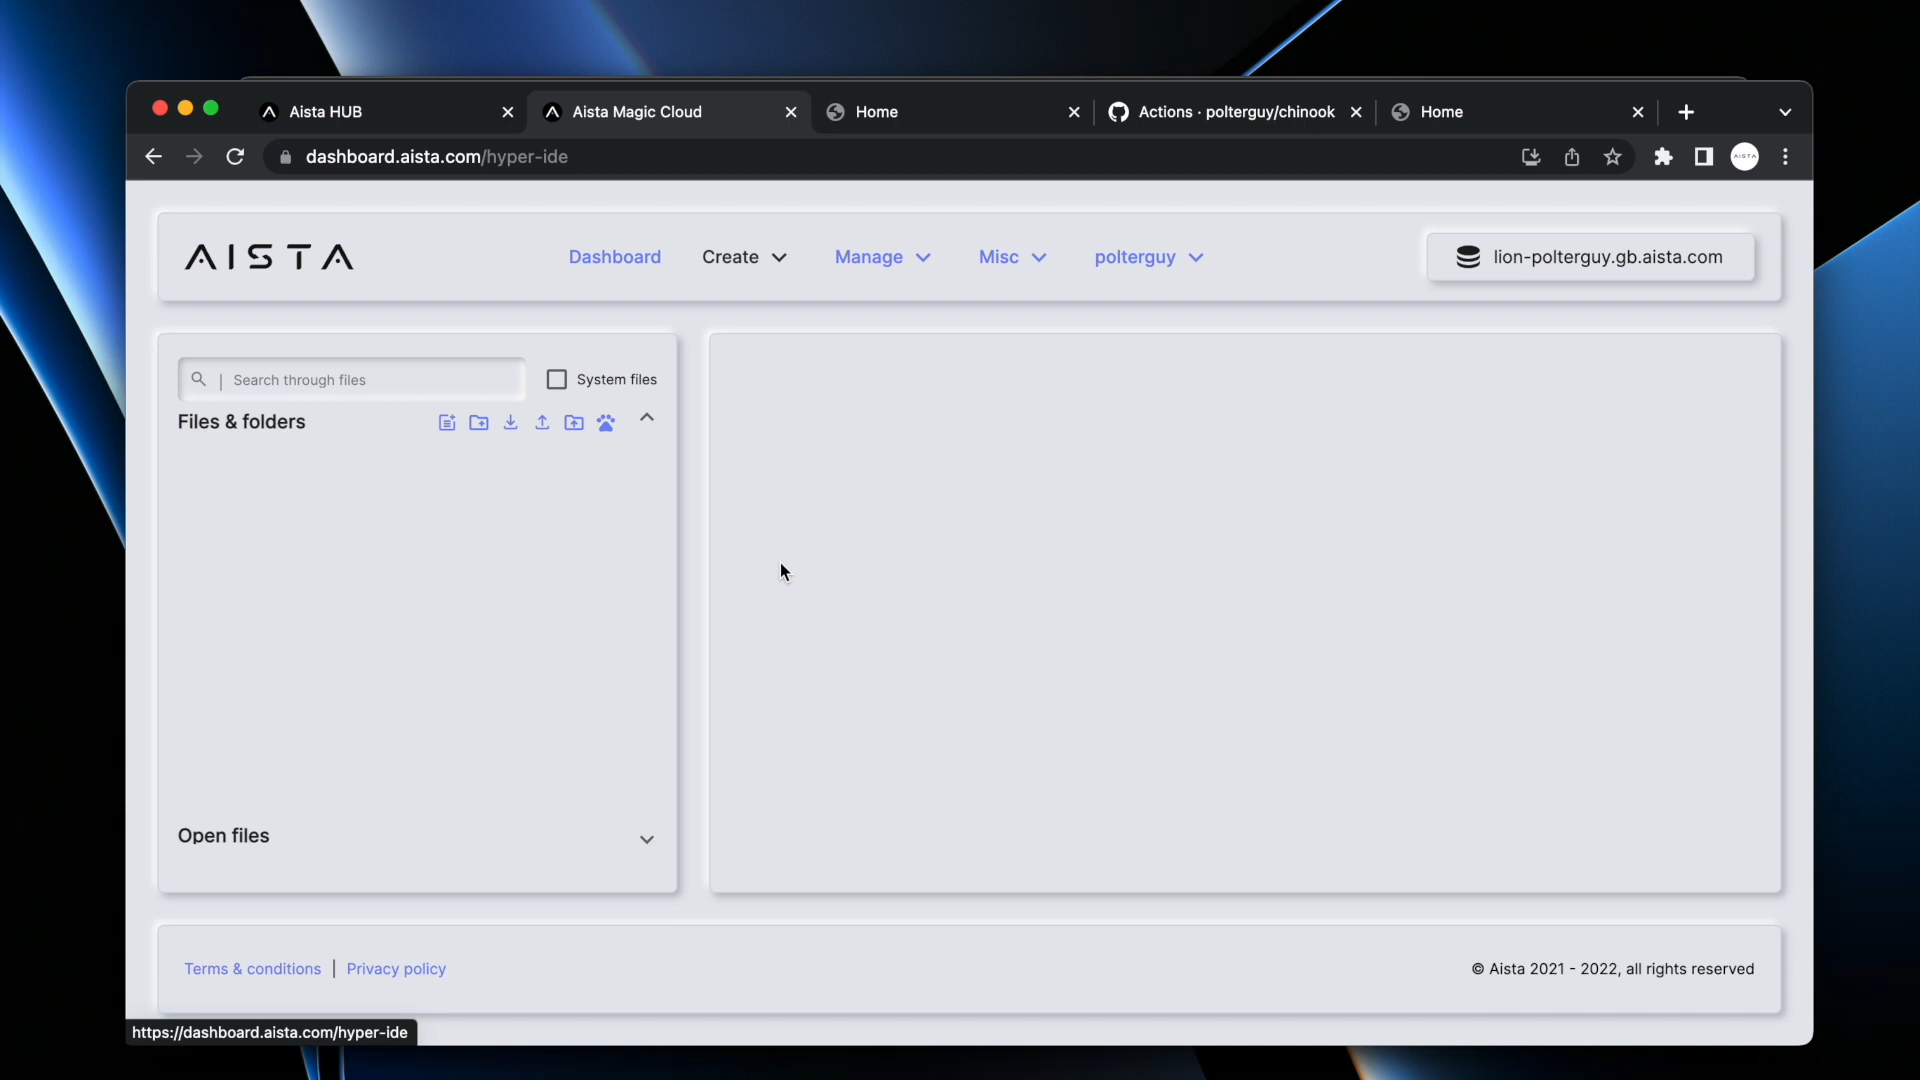 Aista HUB
Aista Magic Cloud
Home
Actions · polterguy/chinook
Home
dashboard.aista.com/hyper-ide
AISTA
AISTA
Dashboard
Create
Manage
Misc
polterguy
lion-polterguy.gb.aista.com
Search through files
System files
Files & folders
Open files
Terms & conditions | Privacy policy
© Aista 2021 - 2022, all rights reserved
https://dashboard.aista.com/hyper-ide